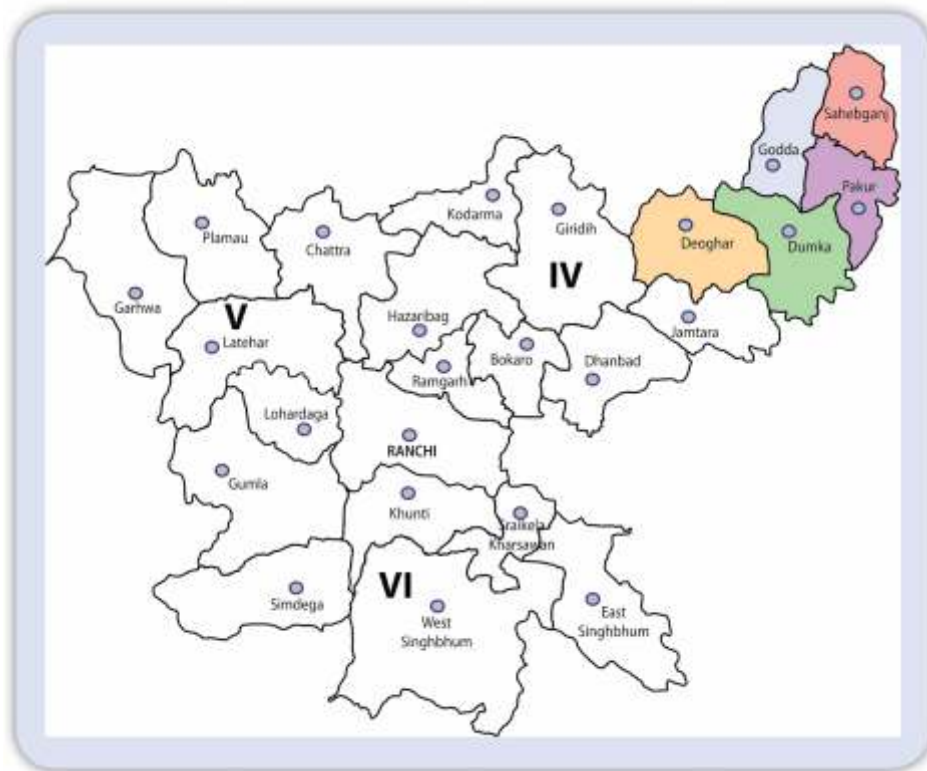 Sahebganj
Godda
Pakur
Kodarma
Giridih
Plamau
Chattra
Deoghar
Dumka
IV
Garhwa
V
Hazaribag
Latehar
Jamtara
Bokaro
Dhanbad
Ramgarh
Lohardaga
RANCHI
Gumla
Khunti
Sraikela
Kharsawan
VI
Simdega
West
Singhbhum
East
Singhbhum